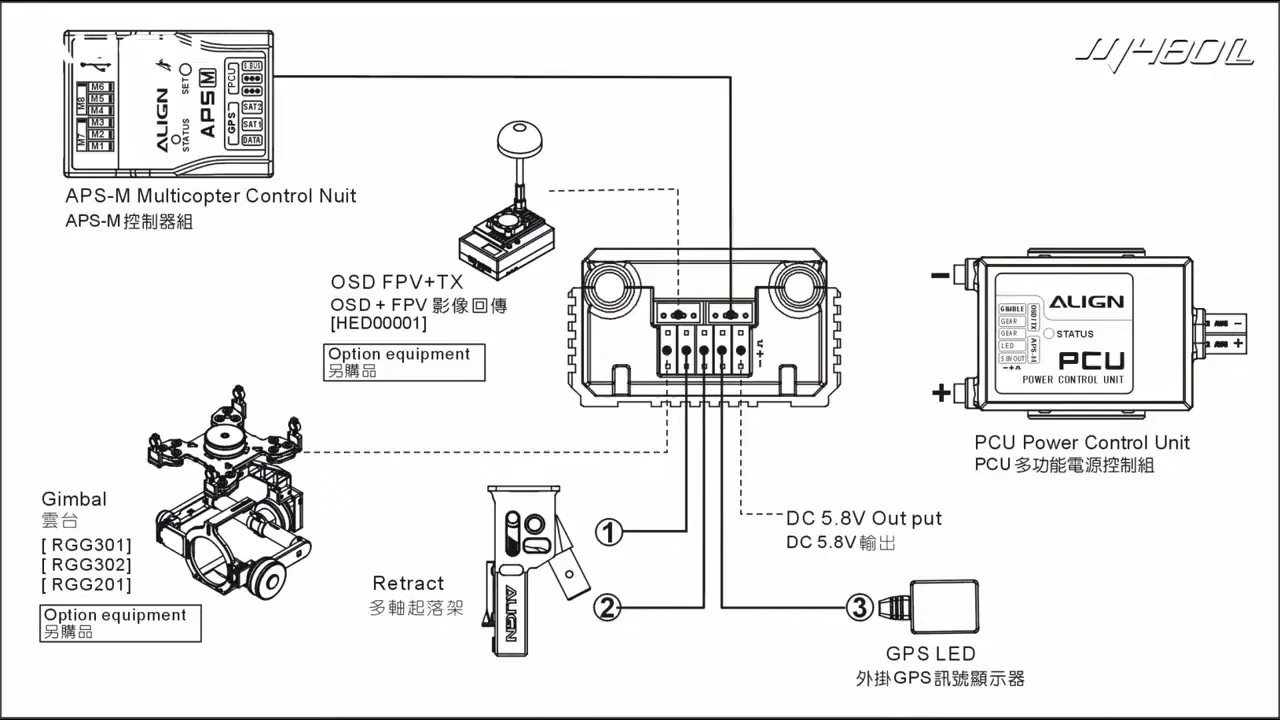 M480L
M6
M5
M4
M3
M2
M1
M8
M7
ALIGN
STATUS
SET
APS M
PCU
GPS
S.BUS
SAT2
SAT1
DATA
APS-M Multicopter Control Nuit
APS-M 控制器組
OSD FPV+TX
OSD + FPV 影像回傳
[HED00001]
Option equipment
另購品
− + 
− +
ALIGN
GIMBLE
GEAR
GEAR
LED
5.8V OUT
OSD/TX
APS-M
STATUS
PCU
POWER CONTROL UNIT
− +
− 
+
PCU Power Control Unit
PCU 多功能電源控制組
Gimbal
雲台
[ RGG301]
[ RGG302]
[ RGG201]
Option equipment
另購品
Retract
多軸起落架
ALIGN
1
2
3
DC 5.8V Out put
DC 5.8V 輸出
GPS LED
外掛GPS訊號顯示器